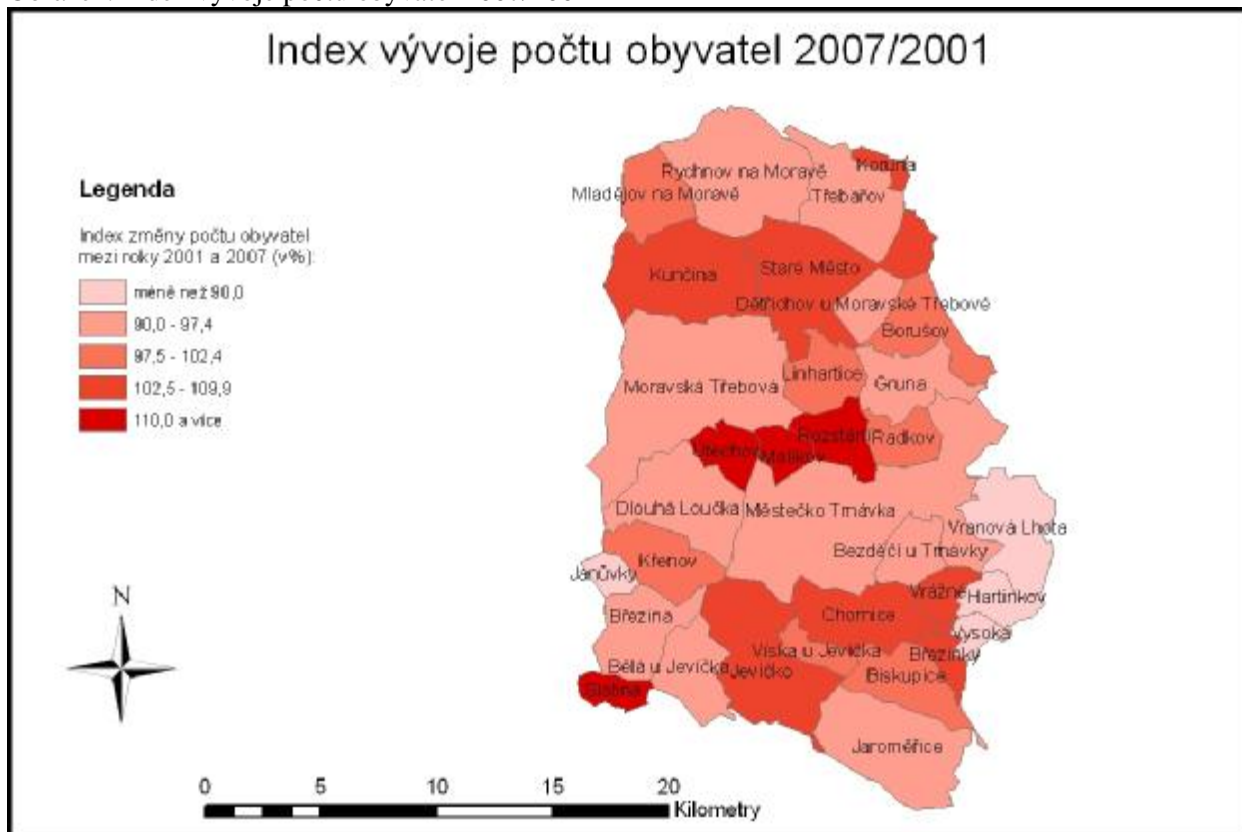 Index vývoje počtu obyvatel 2007/2001
Legenda
Index změny počtu obyvatel
mezi roky 2001 a 2007 (v%):
méně než 90,0
90,0 - 97,4
97,5 - 102,4
102,5 - 109,9
110,0 a více
Rychnov na Moravě
Koruna
Mladějov na Moravě
Třebařov
Kunčina
Staré Město
Dětřichov u Moravské Třebové
Borušov
Linhartice
Gruna
Moravská Třebová
Rozstání
Radkov
Útěchov
Malíkov
Dlouhá Loučka
Městečko Trnávka
Vranová Lhota
Bezděčí u Trnávky
Křenov
Janůvky
Vrážné
Hartinkov
Březina
Chornice
Vysoká
Víska u Jevíčka
Březinky
Bělá u Jevíčka
Jevíčko
Biskupice
Slatina
Jaroměřice
N
0 5 10 15 20
Kilometry